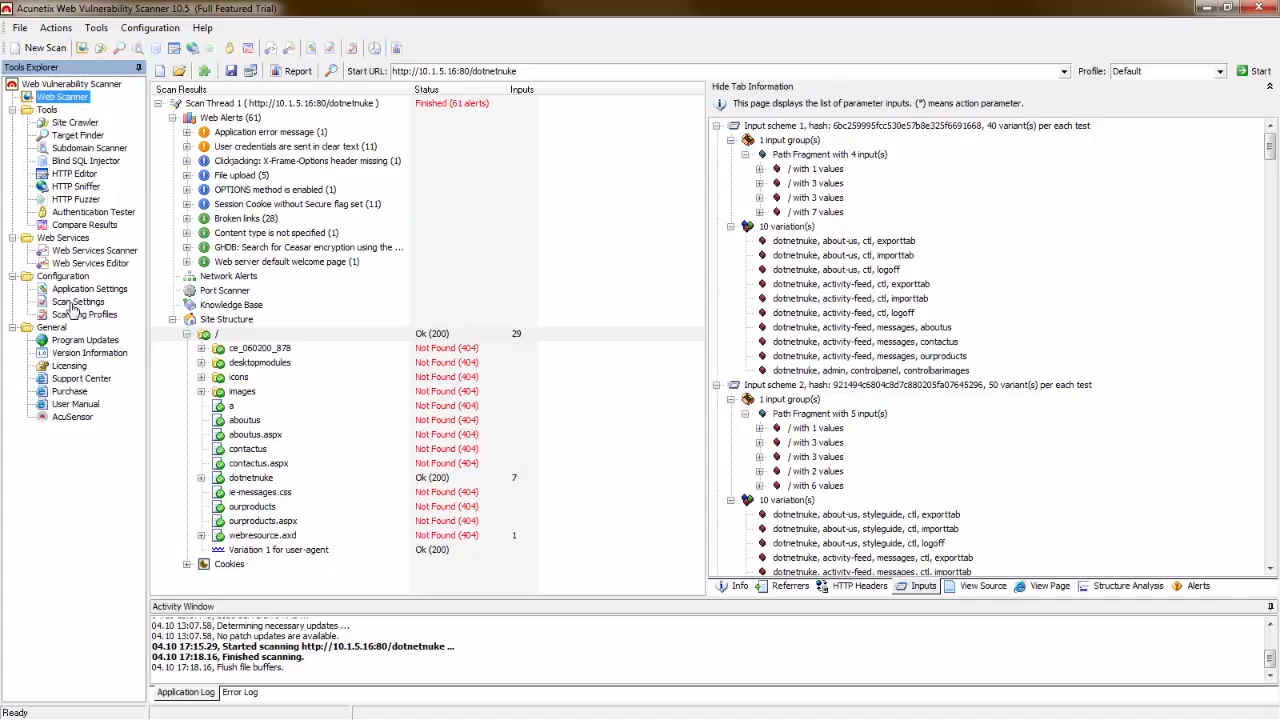 Acunetix Web Vulnerability Scanner 10.5 (Full Featured Trial)
File Actions Tools Configuration Help
New Scan
Tools Explorer
Web Vulnerability Scanner
Web Scanner
Tools
Site Crawler
Target Finder
Subdomain Scanner
Blind SQL Injector
HTTP Editor
HTTP Sniffer
HTTP Fuzzer
Authentication Tester
Compare Results
Web Services
Web Services Scanner
Web Services Editor
Configuration
Application Settings
Scan Settings
Scanning Profiles
General
Program Updates
Version Information
Licensing
Support Center
Purchase
User Manual
AcuSensor
Report Start URL: http://10.1.5.16:80/dotnetnuke Profile: Default Start
Scan Results Status Inputs
Scan Thread 1 ( http://10.1.5.16:80/dotnetnuke ) Finished (61 alerts)
Web Alerts (61)
Application error message (1)
User credentials are sent in clear text (11)
Clickjacking: X-Frame-Options header missing (1)
File upload (5)
OPTIONS method is enabled (1)
Session Cookie without Secure flag set (11)
Broken links (28)
Content type is not specified (1)
GHDB: Search for Ceasar encryption using the ...
Web server default welcome page (1)
Network Alerts
Port Scanner
Knowledge Base
Site Structure
/ Ok (200) 29
ce_060200_878 Not Found (404)
desktopmodules Not Found (404)
icons Not Found (404)
images Not Found (404)
a Not Found (404)
aboutus Not Found (404)
aboutus.aspx Not Found (404)
contactus Not Found (404)
contactus.aspx Not Found (404)
dotnetnuke Ok (200) 7
ie-messages.css Not Found (404)
ourproducts Not Found (404)
ourproducts.aspx Not Found (404)
webresource.axd Not Found (404) 1
Variation 1 for user-agent Ok (200)
Cookies
Hide Tab Information
This page displays the list of parameter inputs. (*) means action parameter.
Input scheme 1, hash: 6bc259995fcc530e57b8e325f6691668, 40 variant(s) per each test
1 input group(s)
Path Fragment with 4 input(s)
/ with 1 values
/ with 3 values
/ with 3 values
/ with 7 values
10 variation(s)
dotnetnuke, about-us, ctl, exporttab
dotnetnuke, about-us, ctl, importtab
dotnetnuke, about-us, ctl, logoff
dotnetnuke, activity-feed, ctl, exporttab
dotnetnuke, activity-feed, ctl, importtab
dotnetnuke, activity-feed, ctl, logoff
dotnetnuke, activity-feed, messages, aboutus
dotnetnuke, activity-feed, messages, contactus
dotnetnuke, activity-feed, messages, ourproducts
dotnetnuke, admin, controlpanel, controlbarimages
Input scheme 2, hash: 921494c6804c8d7c880205fa07645296, 50 variant(s) per each test
1 input group(s)
Path Fragment with 5 input(s)
/ with 1 values
/ with 3 values
/ with 3 values
/ with 2 values
/ with 6 values
10 variation(s)
dotnetnuke, about-us, styleguide, ctl, exporttab
dotnetnuke, about-us, styleguide, ctl, importtab
dotnetnuke, about-us, styleguide, ctl, logoff
dotnetnuke, activity-feed, messages, ctl, exporttab
dotnetnuke, activity-feed, messages, ctl, importtab
Info Referrers HTTP Headers Inputs View Source View Page Structure Analysis Alerts
Activity Window
04.10 13:07.58, Determining necessary updates ...
04.10 13:07.58, No patch updates are available.
04.10 17:15.29, Started scanning http://10.1.5.16:80/dotnetnuke ...
04.10 17:18.16, Finished scanning.
04.10 17:18.16, Flush file buffers.
Application Log Error Log
Ready